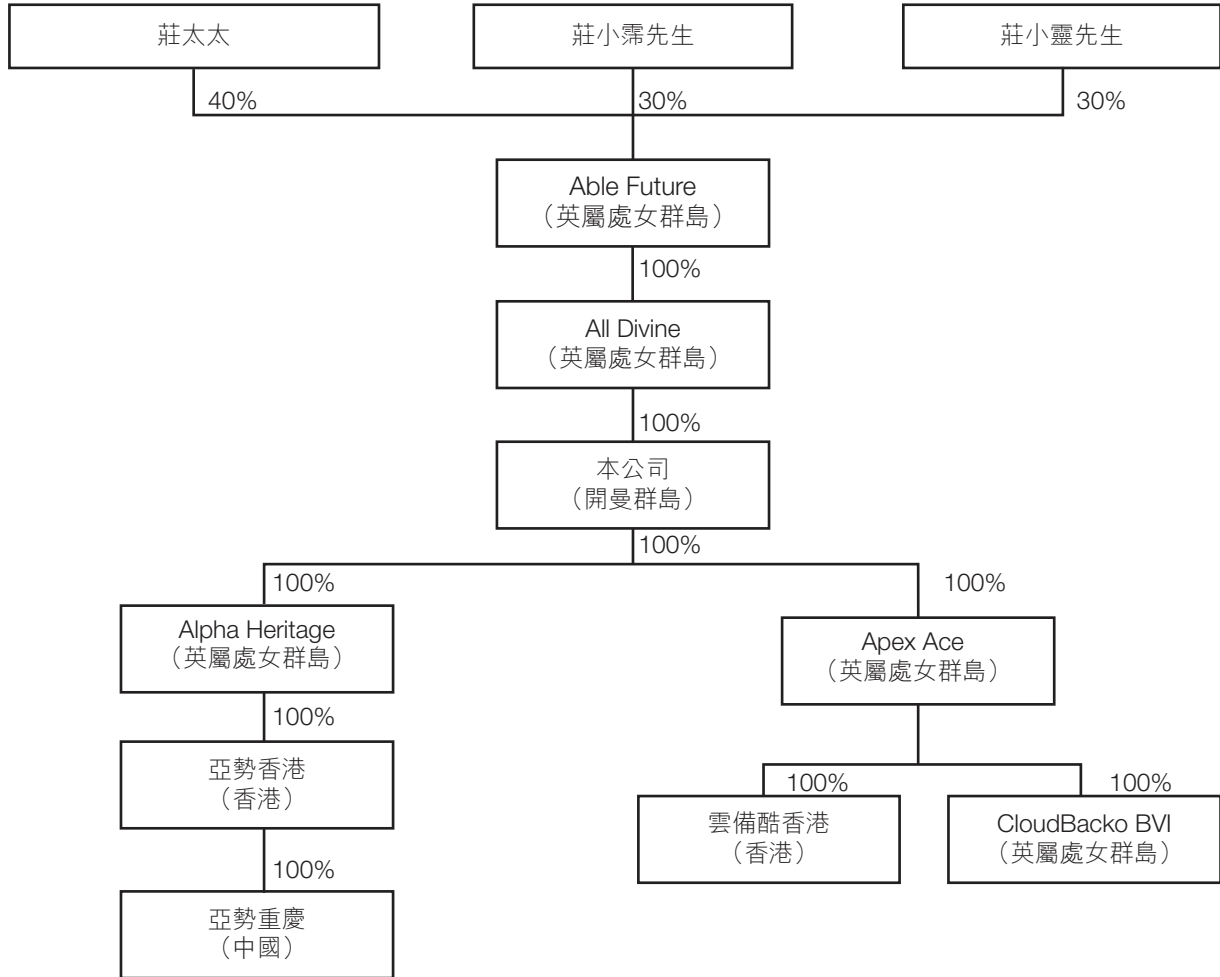 莊太太
莊小霈先生
莊小靈先生
40%
30%
30%
Able Future
（英屬處女群島）
100%
All Divine
（英屬處女群島）
100%
本公司
（開曼群島）
100%
100%
100%
Alpha Heritage
（英屬處女群島）
Apex Ace
（英屬處女群島）
100%
亞勢香港
（香港）
100%
100%
雲備酷香港
（香港）
CloudBacko BVI
（英屬處女群島）
100%
亞勢重慶
（中國）